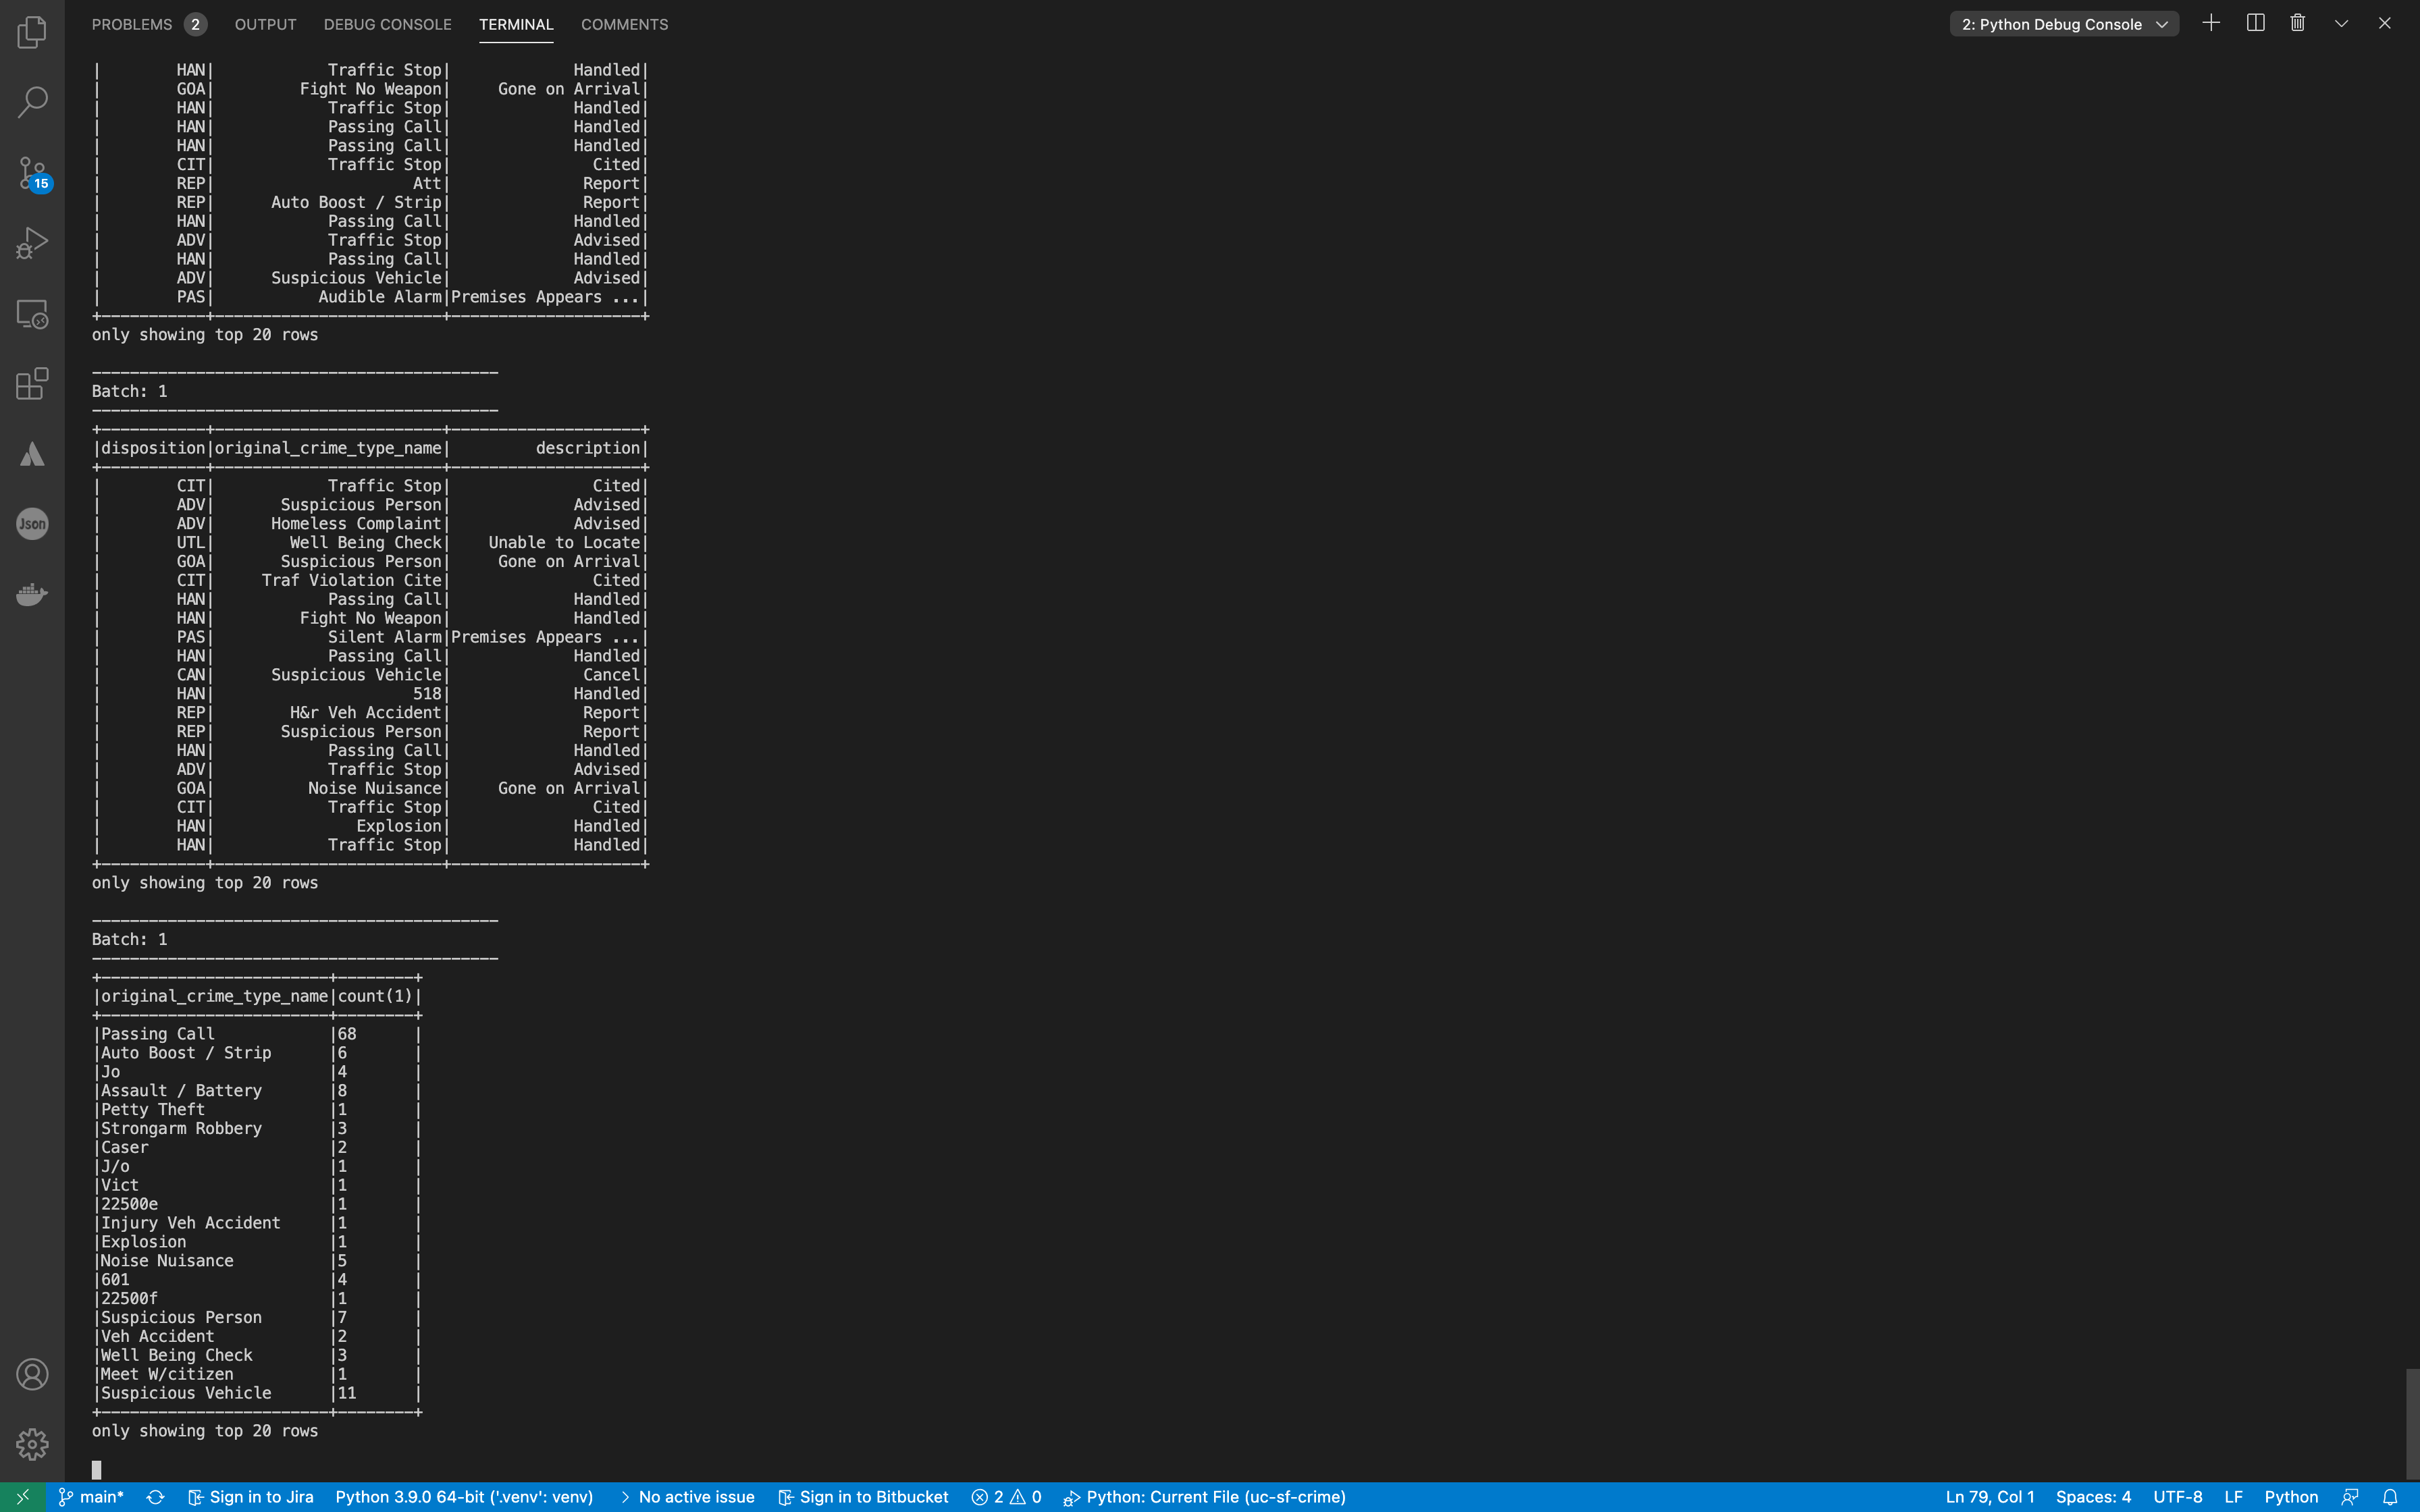 PROBLEMS 2 OUTPUT DEBUG CONSOLE TERMINAL COMMENTS 2: Python Debug Console
| HAN| Traffic Stop| Handled|
| GOA| Fight No Weapon| Gone on Arrival|
| HAN| Traffic Stop| Handled|
| HAN| Passing Call| Handled|
| HAN| Passing Call| Handled|
| CIT| Traffic Stop| Cited|
| REP| Att| Report|
| REP| Auto Boost / Strip| Report|
| HAN| Passing Call| Handled|
| ADV| Traffic Stop| Advised|
| HAN| Passing Call| Handled|
| ADV| Suspicious Vehicle| Advised|
| PAS| Audible Alarm|Premises Appears ...|
+-----------+------------------------+--------------------+
only showing top 20 rows
-------------------------------------------
Batch: 1
-------------------------------------------
+-----------+------------------------+--------------------+
|disposition|original_crime_type_name| description|
+-----------+------------------------+--------------------+
| CIT| Traffic Stop| Cited|
| ADV| Suspicious Person| Advised|
| ADV| Homeless Complaint| Advised|
| UTL| Well Being Check| Unable to Locate|
| GOA| Suspicious Person| Gone on Arrival|
| CIT| Traf Violation Cite| Cited|
| HAN| Passing Call| Handled|
| HAN| Fight No Weapon| Handled|
| PAS| Silent Alarm|Premises Appears ...|
| HAN| Passing Call| Handled|
| CAN| Suspicious Vehicle| Cancel|
| HAN| 518| Handled|
| REP| H&r Veh Accident| Report|
| REP| Suspicious Person| Report|
| HAN| Passing Call| Handled|
| ADV| Traffic Stop| Advised|
| GOA| Noise Nuisance| Gone on Arrival|
| CIT| Traffic Stop| Cited|
| HAN| Explosion| Handled|
| HAN| Traffic Stop| Handled|
+-----------+------------------------+--------------------+
only showing top 20 rows
-------------------------------------------
Batch: 1
-------------------------------------------
+------------------------+--------+
|original_crime_type_name|count(1)|
+------------------------+--------+
|Passing Call |68 |
|Auto Boost / Strip |6 |
|Jo |4 |
|Assault / Battery |8 |
|Petty Theft |1 |
|Strongarm Robbery |3 |
|Caser |2 |
|J/o |1 |
|Vict |1 |
|22500e |1 |
|Injury Veh Accident |1 |
|Explosion |1 |
|Noise Nuisance |5 |
|601 |4 |
|22500f |1 |
|Suspicious Person |7 |
|Veh Accident |2 |
|Well Being Check |3 |
|Meet W/citizen |1 |
|Suspicious Vehicle |11 |
+------------------------+--------+
only showing top 20 rows
15
Json
main* Sign in to Jira Python 3.9.0 64-bit ('.venv': venv) No active issue Sign in to Bitbucket 2 0 Python: Current File (uc-sf-crime) Ln 79, Col 1 Spaces: 4 UTF-8 LF Python